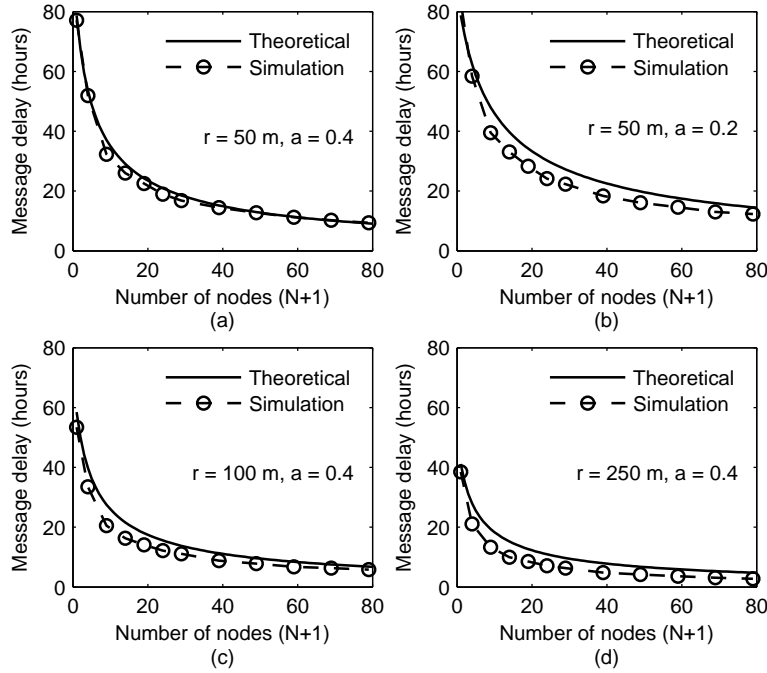 80
60
40
20
0
Message delay (hours)
Theoretical
Simulation
r = 50 m, a = 0.4
0 20 40 60 80
Number of nodes (N+1)
(a)
80
60
40
20
0
Message delay (hours)
Theoretical
Simulation
r = 50 m, a = 0.2
0 20 40 60 80
Number of nodes (N+1)
(b)
80
60
40
20
0
Message delay (hours)
Theoretical
Simulation
r = 100 m, a = 0.4
0 20 40 60 80
Number of nodes (N+1)
(c)
80
60
40
20
0
Message delay (hours)
Theoretical
Simulation
r = 250 m, a = 0.4
0 20 40 60 80
Number of nodes (N+1)
(d)